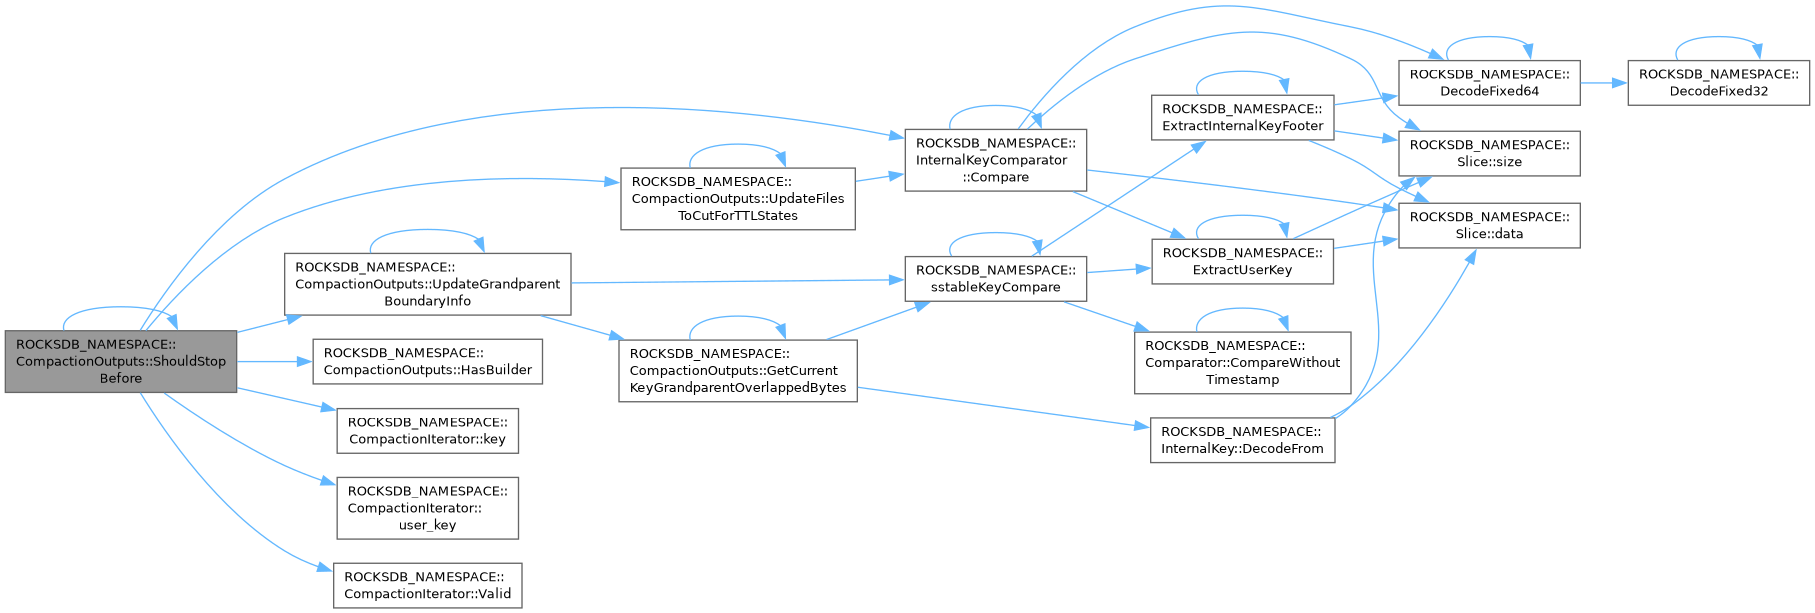 ROCKSDB_NAMESPACE::
CompactionOutputs::ShouldStop
Before
ROCKSDB_NAMESPACE::
CompactionOutputs::UpdateGrandparent
BoundaryInfo
ROCKSDB_NAMESPACE::
CompactionOutputs::HasBuilder
ROCKSDB_NAMESPACE::
CompactionIterator::key
ROCKSDB_NAMESPACE::
CompactionIterator::
user_key
ROCKSDB_NAMESPACE::
CompactionIterator::Valid
ROCKSDB_NAMESPACE::
CompactionOutputs::UpdateFiles
ToCutForTTLStates
ROCKSDB_NAMESPACE::
CompactionOutputs::GetCurrent
KeyGrandparentOverlappedBytes
ROCKSDB_NAMESPACE::
InternalKeyComparator
::Compare
ROCKSDB_NAMESPACE::
sstableKeyCompare
ROCKSDB_NAMESPACE::
ExtractInternalKeyFooter
ROCKSDB_NAMESPACE::
ExtractUserKey
ROCKSDB_NAMESPACE::
Comparator::CompareWithout
Timestamp
ROCKSDB_NAMESPACE::
InternalKey::DecodeFrom
ROCKSDB_NAMESPACE::
DecodeFixed64
ROCKSDB_NAMESPACE::
Slice::size
ROCKSDB_NAMESPACE::
Slice::data
ROCKSDB_NAMESPACE::
DecodeFixed32